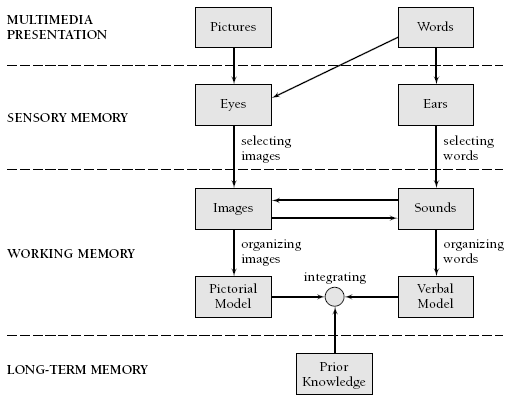 MULTIMEDIA
PRESENTATION
Pictures
Words
SENSORY MEMORY
Eyes
Ears
selecting
images
selecting
words
WORKING MEMORY
Images
Sounds
organizing
images
organizing
words
integrating
Pictorial
Model
Verbal
Model
LONG-TERM MEMORY
Prior
Knowledge